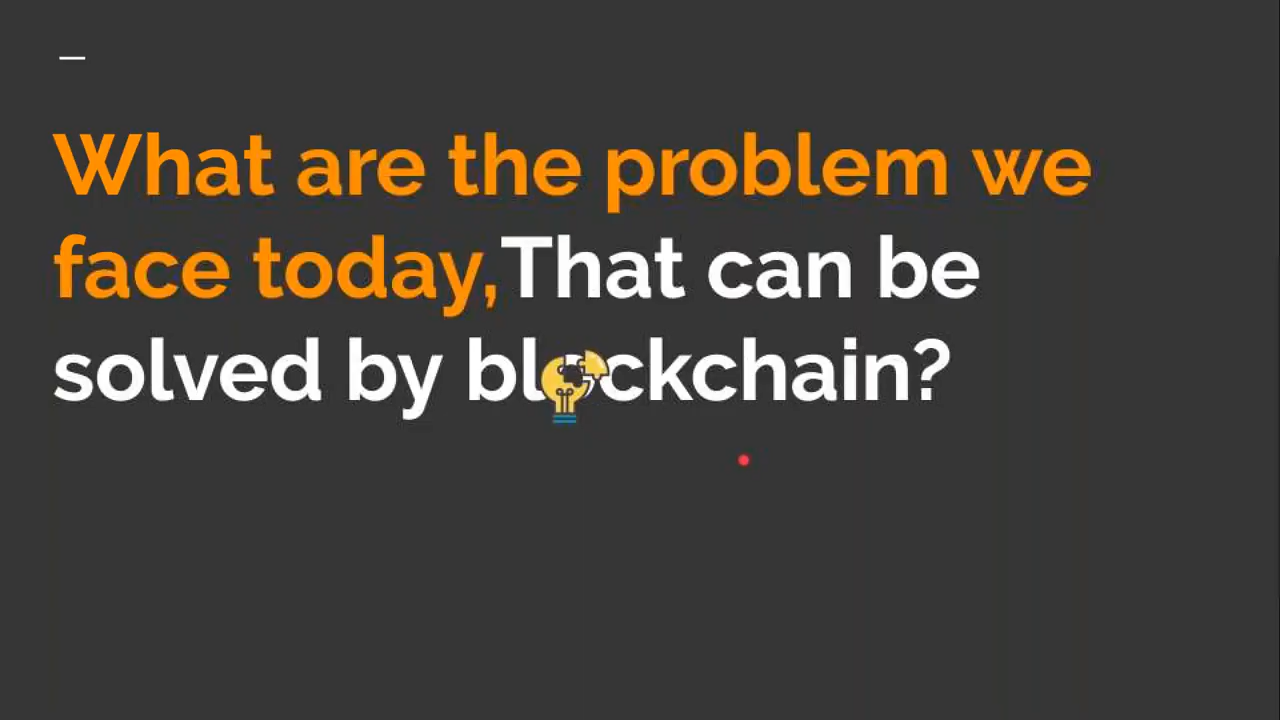 What are the problem we
face today,That can be
solved by blockchain?